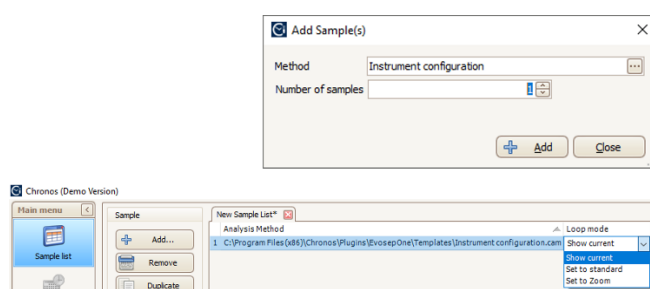 Add Sample(s)
Method
Instrument configuration
...
Number of samples
1
Add
Close
Chronos (Demo Version)
Main menu
<
Sample list
Sample
Add...
Remove
Duplicate
New Sample List*
Analysis Method
Loop mode
1 C:\Program Files (x86)\Chronos\Plugins\EvosepOne\Templates\Instrument configuration.cam
Show current
Show current
Set to standard
Set to Zoom